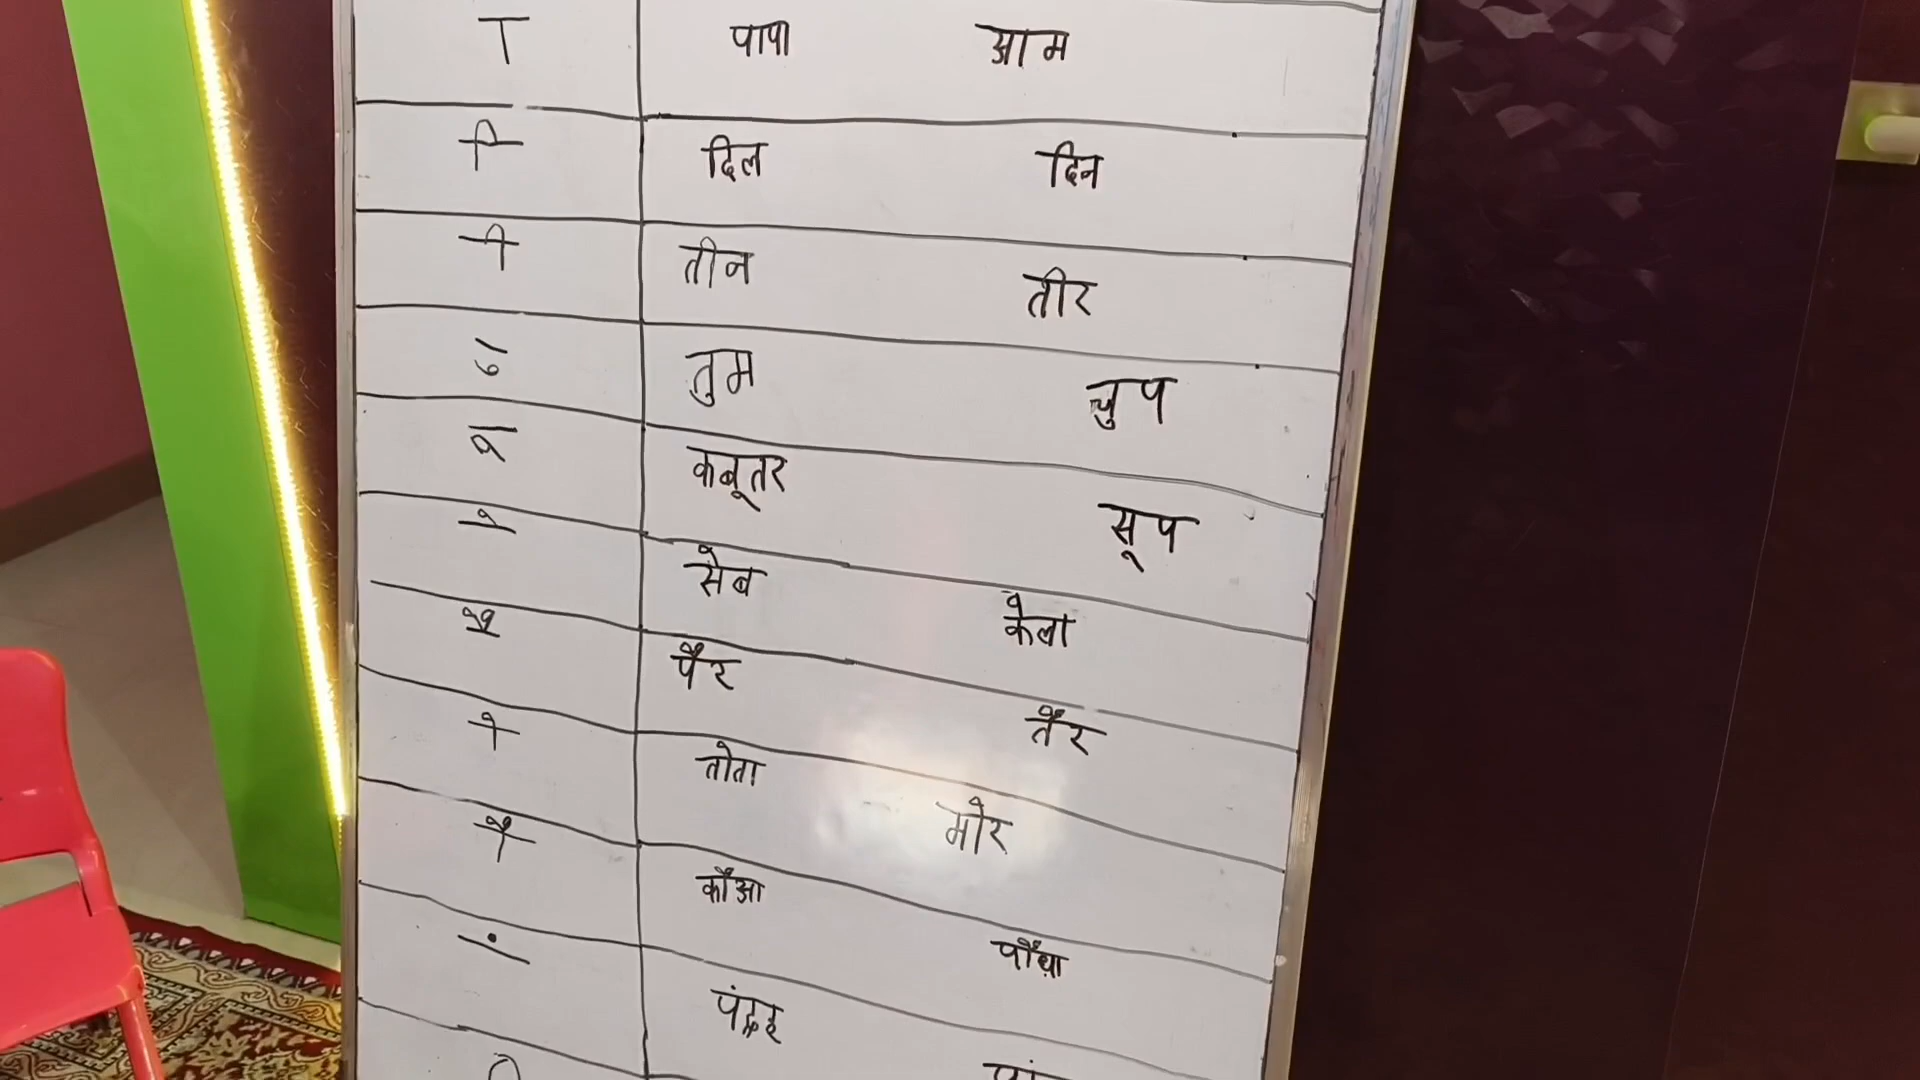 ा पापा आम
ि दिल दिन
ी तीन तीर
ु तुम चुप
ू कबूतर सूप
े सेब केला
ै पैर तैर
ो तोता मोर
ौ कौआ पौधा
ं पंद्रह